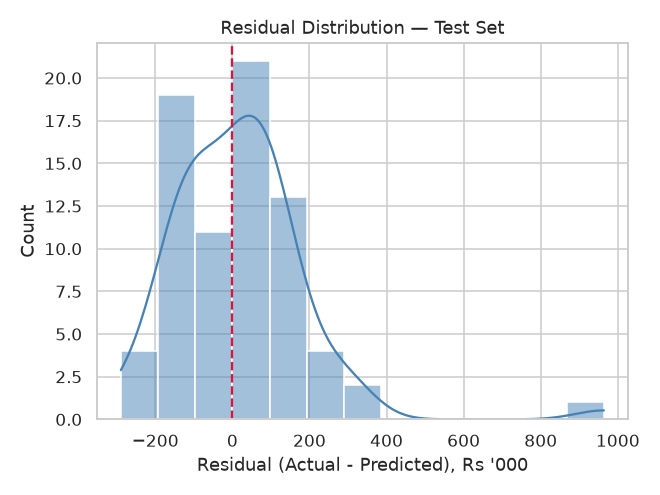 Residual Distribution — Test Set
20.0
17.5
15.0
12.5
10.0
7.5
5.0
2.5
0.0
Count
−200 0 200 400 600 800 1000
Residual (Actual - Predicted), Rs '000